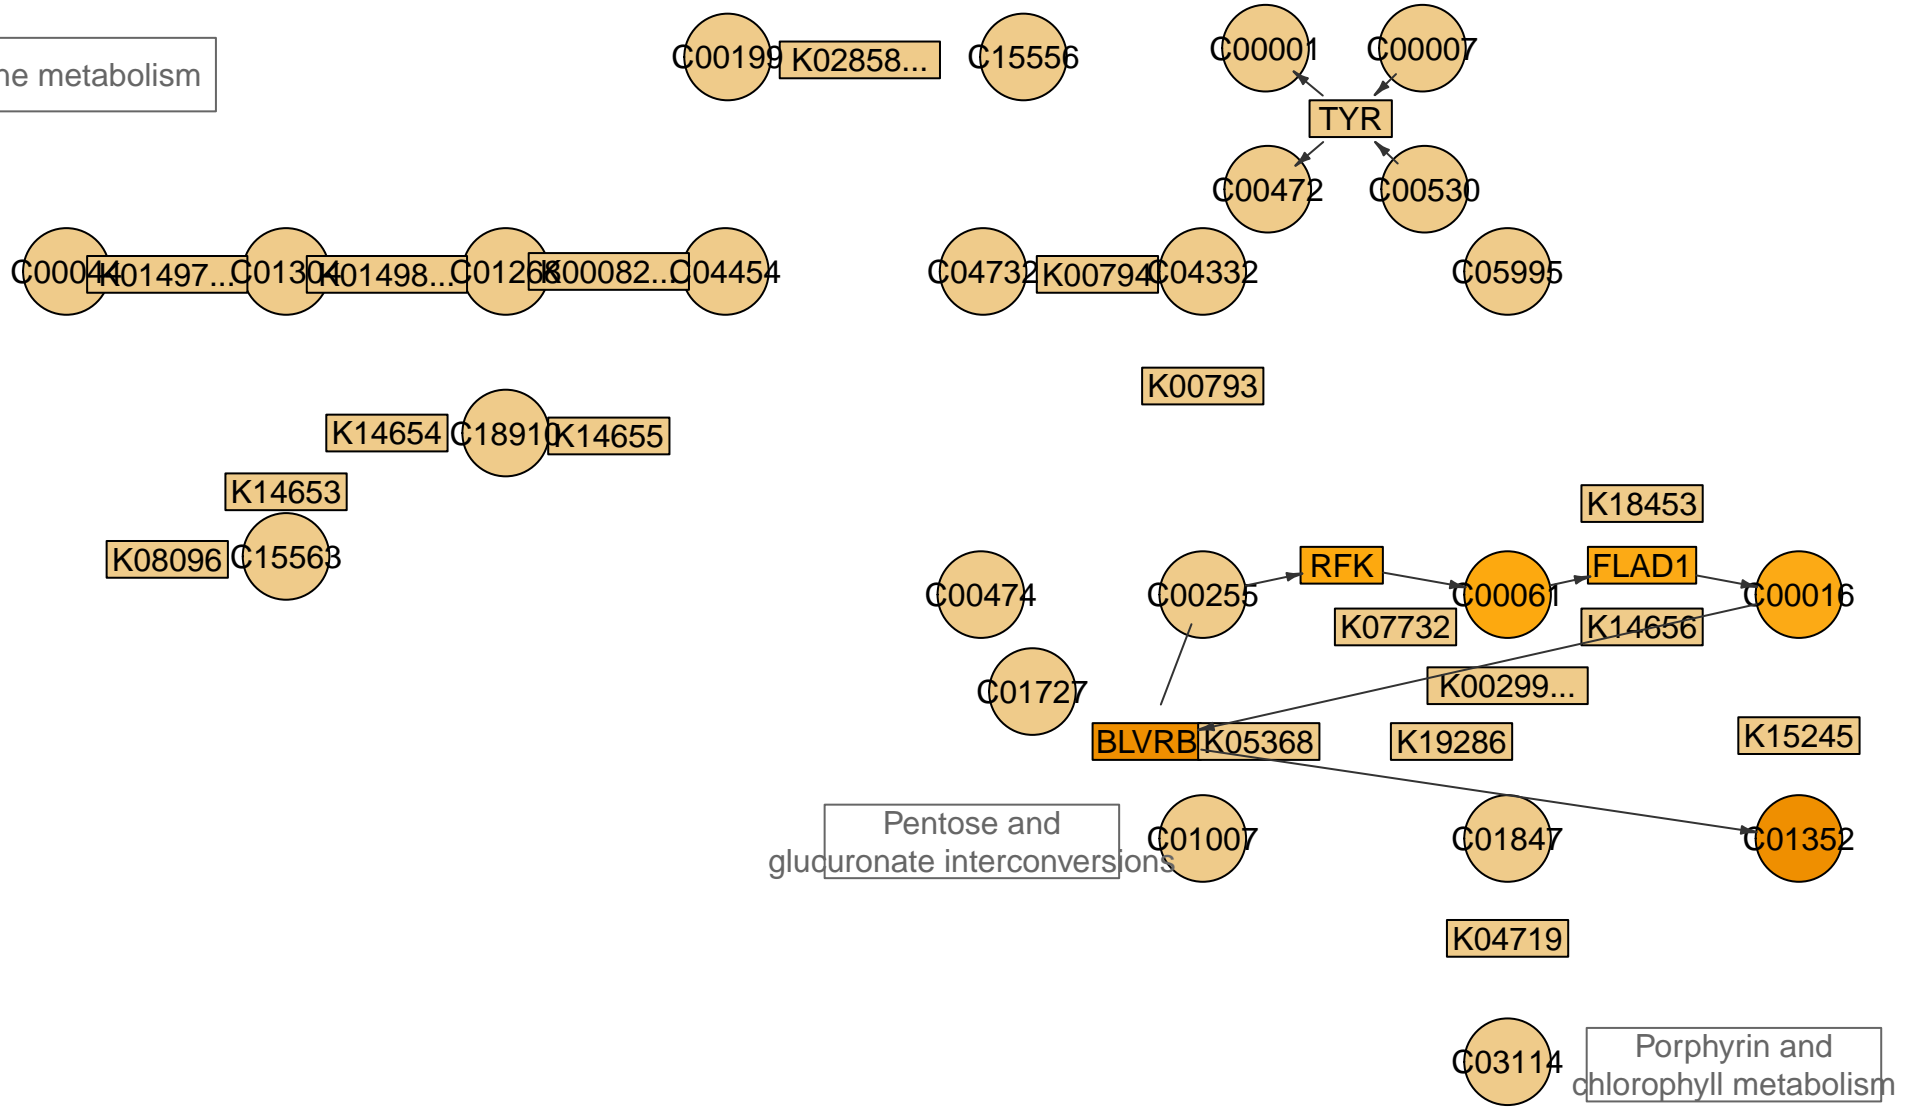 C00199 K02858... C15556 C00001 C00007
ne metabolism
TYR
C00472 C00530
C00044 K01497... C01304 K01498... C01268 K00082... C04454 C04732 K00794 C04332 C05995
K00793
K14654 C18910 K14655
K14653
K08096 C15563
K18453
RFK FLAD1
C00474 C00255 C00061 C00016
K07732 K14656
C01727 K00299...
BLVRB K05368 K19286 K15245
Pentose and
glucuronate interconversions
C01007 C01847 C01352
K04719
C03114
Porphyrin and
chlorophyll metabolism